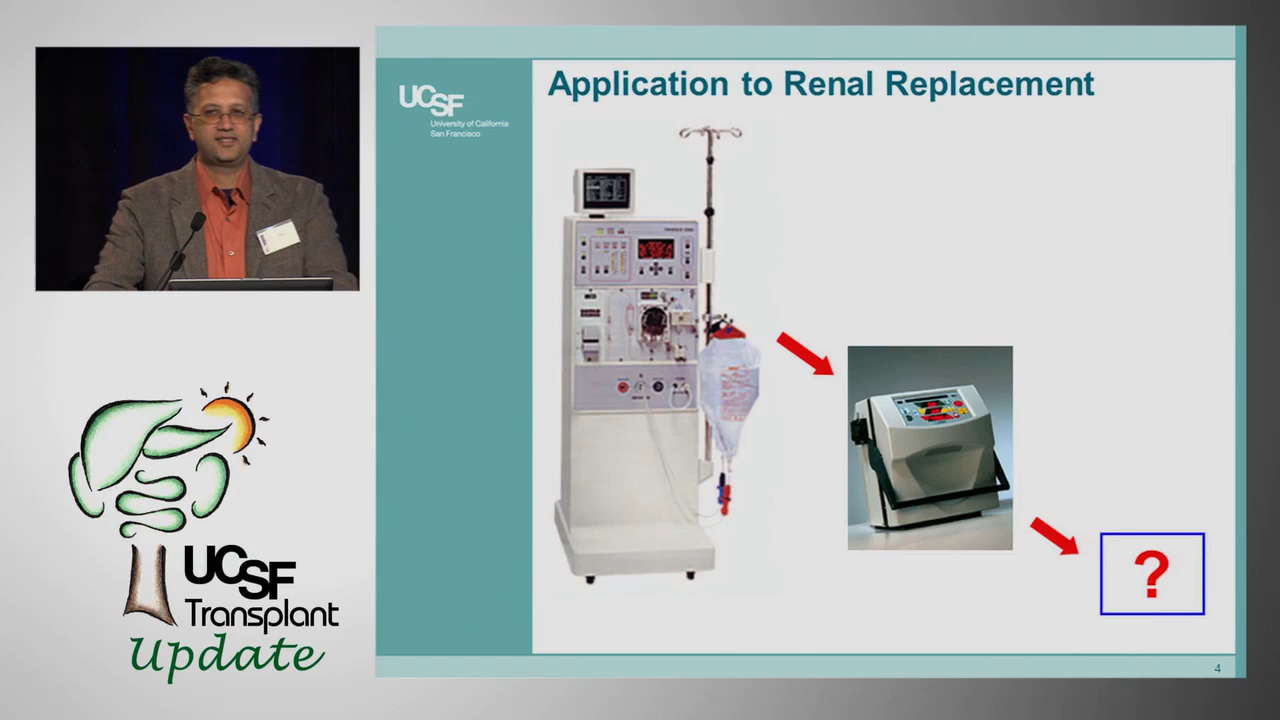 Application to Renal Replacement
UCSF
University of California
San Francisco
?
UCSF
Transplant
Update
4